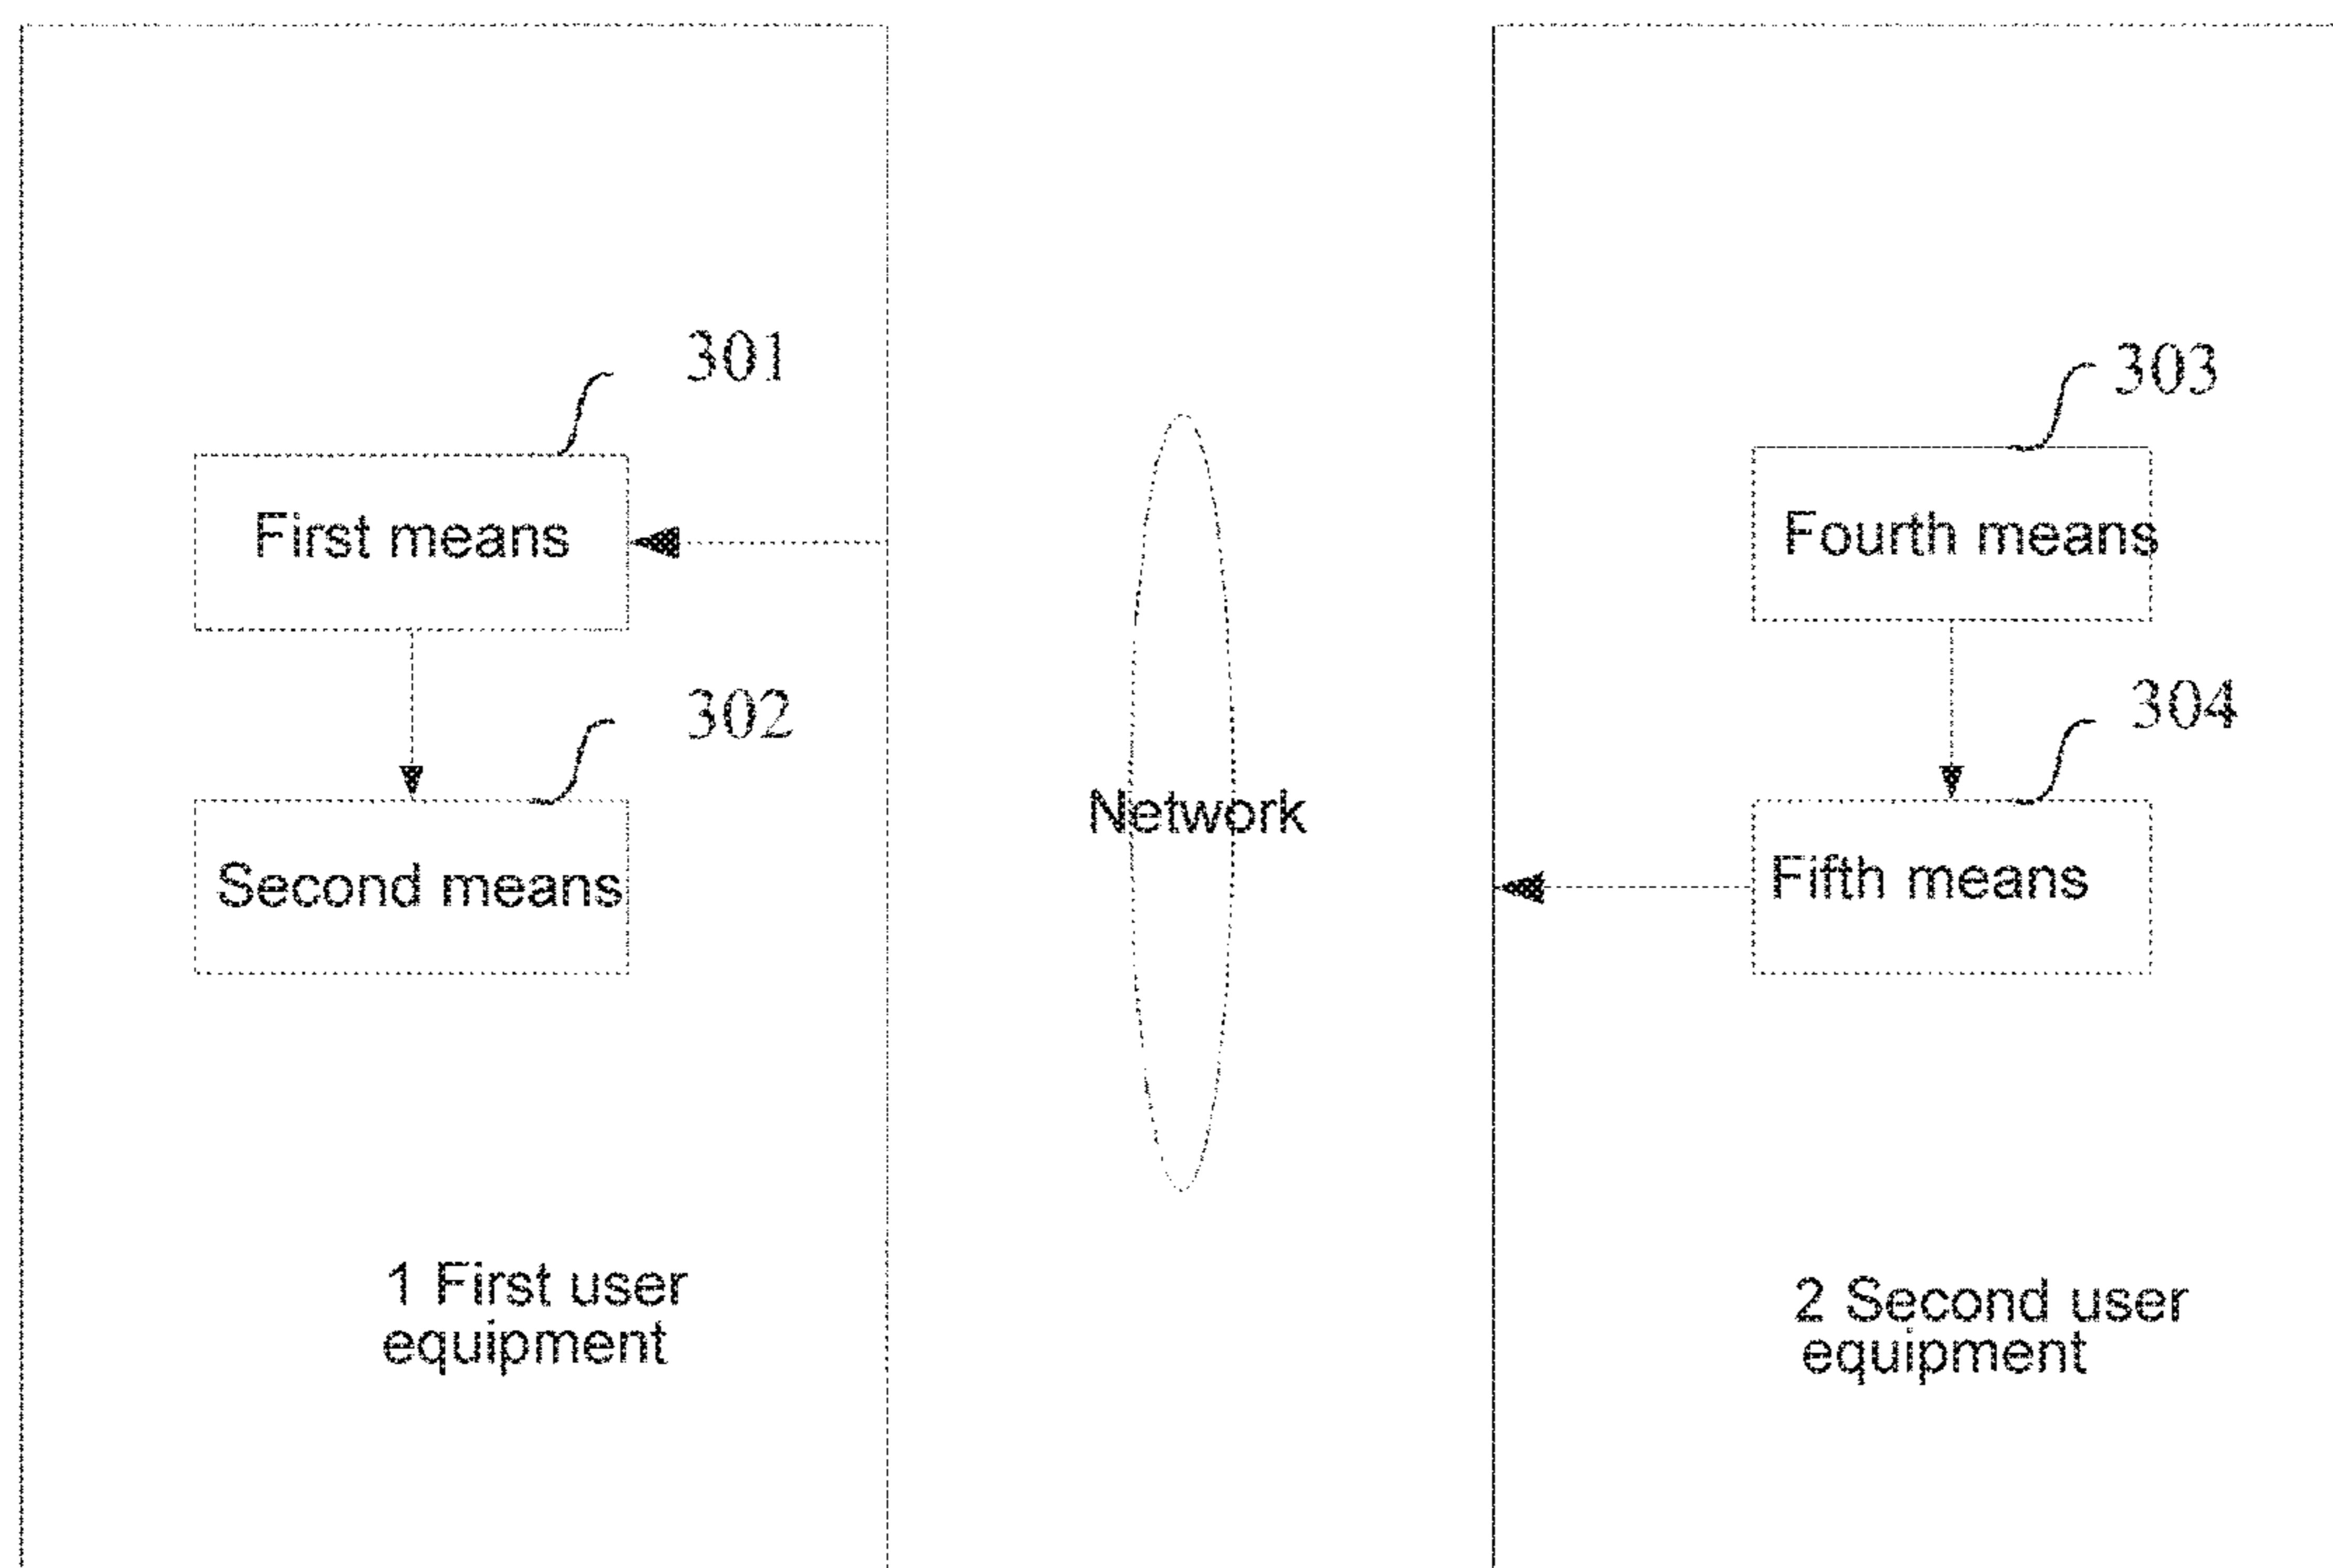 301
First means
302
Second means
1 First user
equipment
Network
303
Fourth means
304
Fifth means
2 Second user
equipment